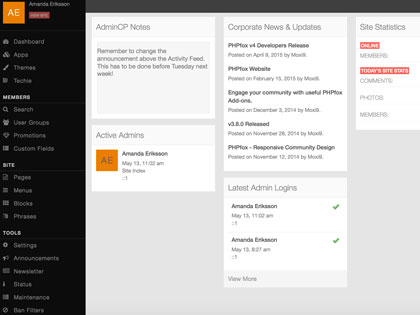 AE
Amanda Eriksson
Dashboard
Apps
Themes
Techie
MEMBERS
Search
User Groups
Promotions
Custom Fields
SITE
Pages
Menus
Blocks
Phrases
TOOLS
Settings
Announcements
Newsletter
Status
Maintenance
Ban Filters
AdminCP Notes
Remember to change the
announcement above the Activity Feed.
This has to be done before Tuesday next
week!
Active Admins
AE
Amanda Eriksson
May 13, 11:02 am
Site Index
::1
Corporate News & Updates
PHPfox v4 Developers Release
Posted on April 9, 2015 by Moxi9.
PHPfox Website
Posted on February 15, 2015 by Moxi9.
Engage your community with useful PHPfox
Add-ons.
Posted on December 3, 2014 by Moxi9.
v3.8.0 Released
Posted on November 26, 2014 by Moxi9.
PHPfox - Responsive Community Design
Posted on November 12, 2014 by Moxi9.
Latest Admin Logins
Amanda Eriksson
May 13, 11:02 am
::1
Amanda Eriksson
May 13, 8:27 am
::1
View More
Site Statistics
ONLINE
MEMBERS:
TODAY'S SITE STATS
COMMENTS:
PHOTOS:
MEMBERS: